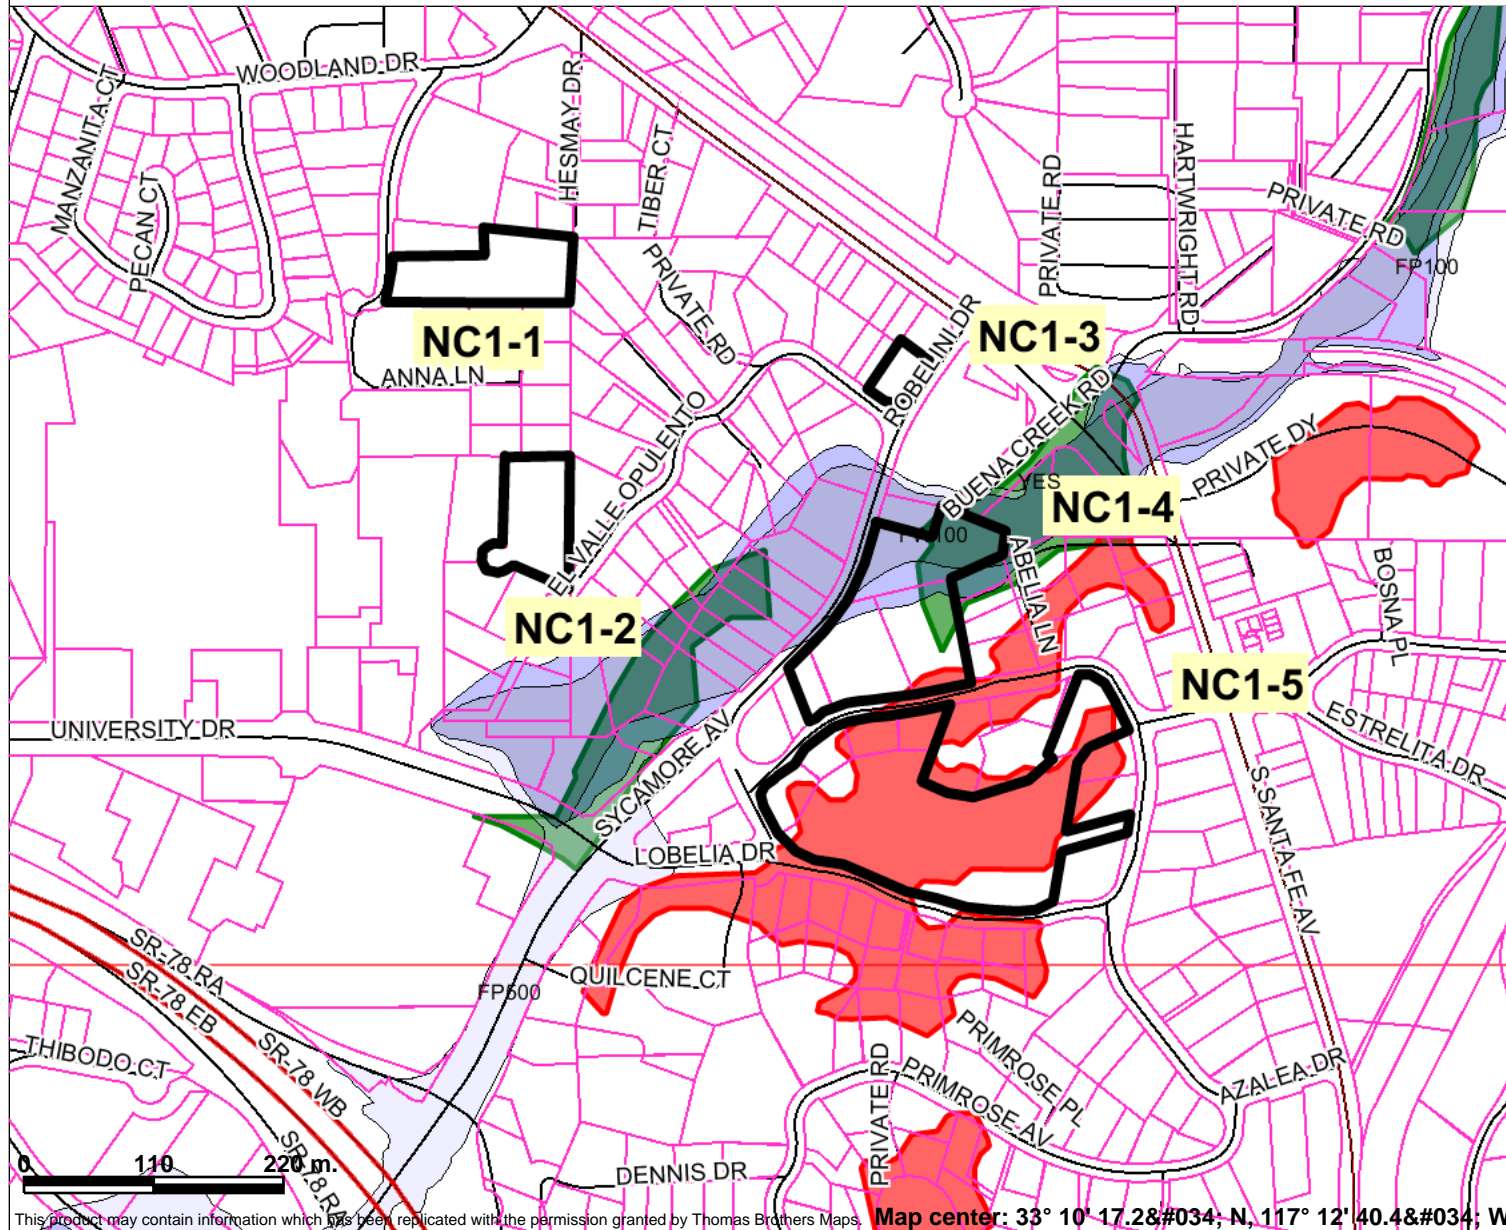 WOODLAND DR
MANZANITA CT
PECAN CT
HESMAY DR
TIBER CT
PRIVATE RD
PRIVATE RD
HARTWRIGHT RD
PRIVATE RD
FP100
NC1-1
ANNA LN
ROBELINI DR
NC1-3
BUENA CREEK RD
PRIVATE DY
YES
NC1-4
EL VALLE OPULENTO
ABELIA LN
BOSNA PL
NC1-2
NC1-5
UNIVERSITY DR
SYCAMORE AV
ESTRELITA DR
S SANTA FE AV
LOBELIA DR
SR-78 RA
SR-78 EB
SR-78 WB
QUILCENE CT
FP500
THIBODO CT
PRIMROSE PL
PRIMROSE AV
PRIVATE RD
AZALEA DR
DENNIS DR
SR-78 RA
0 110 220 m.
This product may contain information which has been replicated with the permission granted by Thomas Brothers Maps.
Map center: 33° 10' 17.2&#034; N, 117° 12' 40.4&#034; W